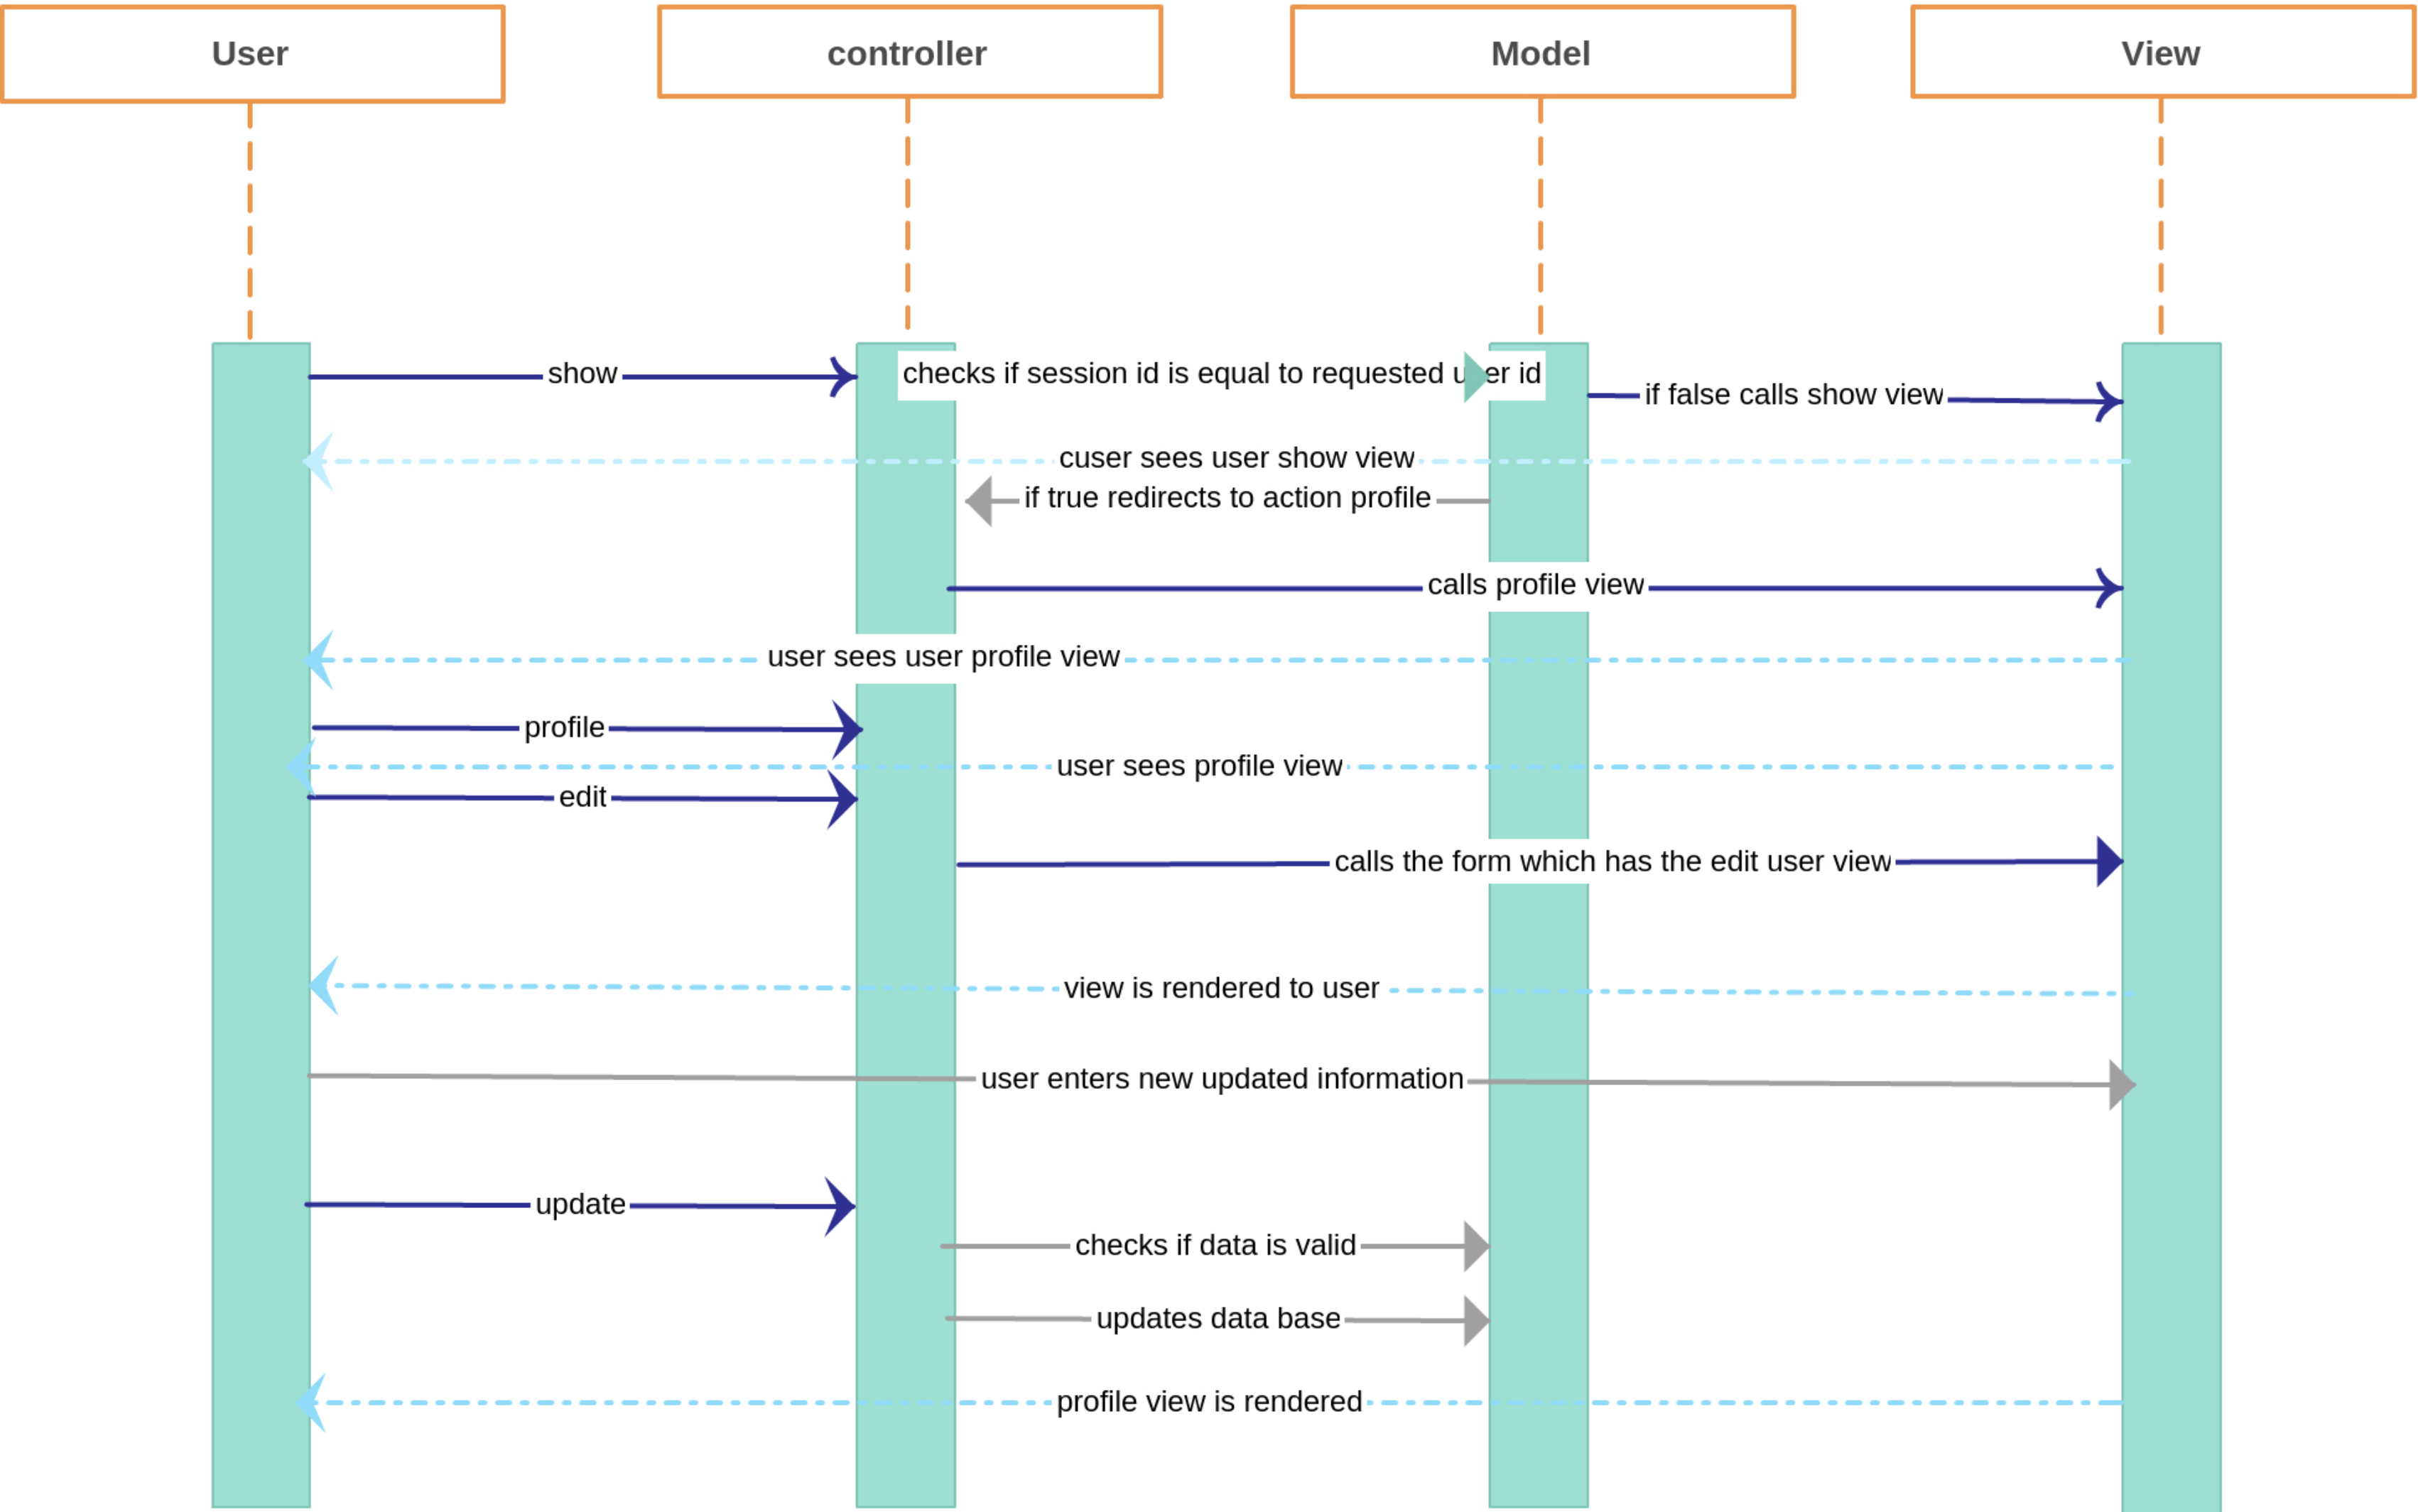 User
controller
Model
View
show
checks if session id is equal to requested user id
if false calls show view
cuser sees user show view
if true redirects to action profile
calls profile view
user sees user profile view
profile
user sees profile view
edit
calls the form which has the edit user view
view is rendered to user
user enters new updated information
update
checks if data is valid
updates data base
profile view is rendered